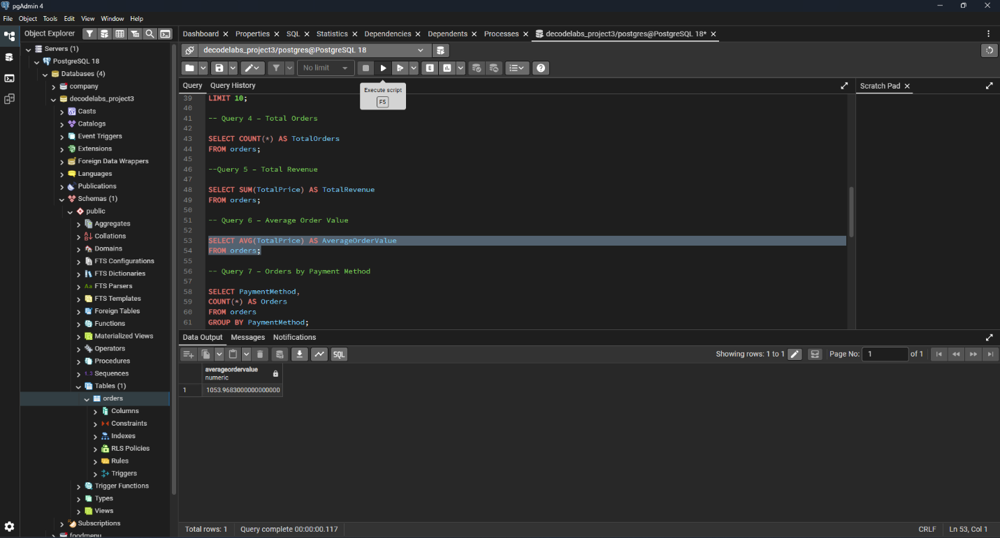 pgAdmin 4
File Object Tools Edit View Window Help
Object Explorer
Dashboard Properties SQL Statistics Dependencies Dependents Processes decodelabs_project3/postgres@PostgreSQL 18*
Servers (1)
PostgreSQL 18
Databases (4)
company
decodelabs_project3
Casts
Catalogs
Event Triggers
Extensions
Foreign Data Wrappers
Languages
Publications
Schemas (1)
public
Aggregates
Collations
Domains
FTS Configurations
FTS Dictionaries
Aa FTS Parsers
FTS Templates
Foreign Tables
Functions
Materialized Views
Operators
Procedures
1..3 Sequences
Tables (1)
orders
Columns
Constraints
Indexes
RLS Policies
Rules
Triggers
Trigger Functions
Types
Views
Subscriptions
foodmenu
decodelabs_project3/postgres@PostgreSQL 18
No limit
E
Execute script
F5
Query Query History
Scratch Pad
39 LIMIT 10;
40
41 -- Query 4 - Total Orders
42
43 SELECT COUNT(*) AS TotalOrders
44 FROM orders;
45
46 --Query 5 - Total Revenue
47
48 SELECT SUM(TotalPrice) AS TotalRevenue
49 FROM orders;
50
51 -- Query 6 - Average Order Value
52
53 SELECT AVG(TotalPrice) AS AverageOrderValue
54 FROM orders;
55
56 -- Query 7 - Orders by Payment Method
57
58 SELECT PaymentMethod,
59 COUNT(*) AS Orders
60 FROM orders
61 GROUP BY PaymentMethod;
Data Output Messages Notifications
SQL
Showing rows: 1 to 1
Page No: 1 of 1
averageordervalue
numeric
1 1053.9683000000000000
Total rows: 1 Query complete 00:00:00.117
CRLF Ln 53, Col 1